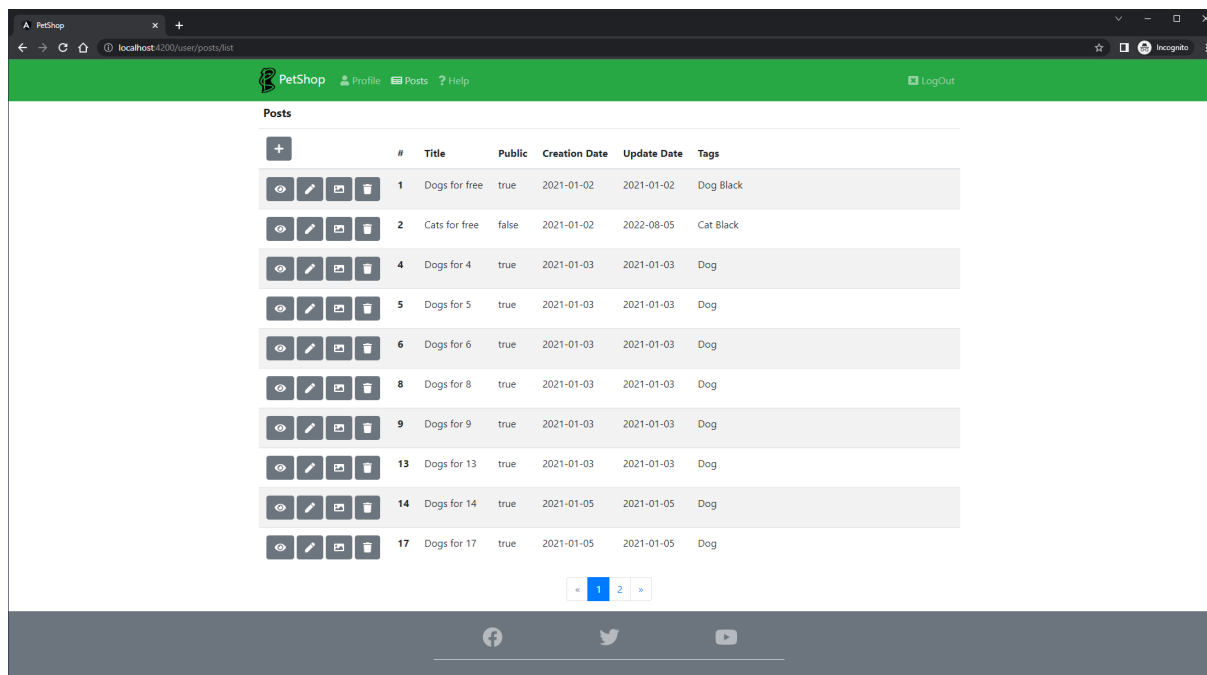 PetShop
localhost:4200/user/posts/list
Incognito
PetShop Profile Posts ? Help LogOut
Posts
+ # Title Public Creation Date Update Date Tags
1 Dogs for free true 2021-01-02 2021-01-02 Dog Black
2 Cats for free false 2021-01-02 2022-08-05 Cat Black
4 Dogs for 4 true 2021-01-03 2021-01-03 Dog
5 Dogs for 5 true 2021-01-03 2021-01-03 Dog
6 Dogs for 6 true 2021-01-03 2021-01-03 Dog
8 Dogs for 8 true 2021-01-03 2021-01-03 Dog
9 Dogs for 9 true 2021-01-03 2021-01-03 Dog
13 Dogs for 13 true 2021-01-03 2021-01-03 Dog
14 Dogs for 14 true 2021-01-05 2021-01-05 Dog
17 Dogs for 17 true 2021-01-05 2021-01-05 Dog
« 1 2 »